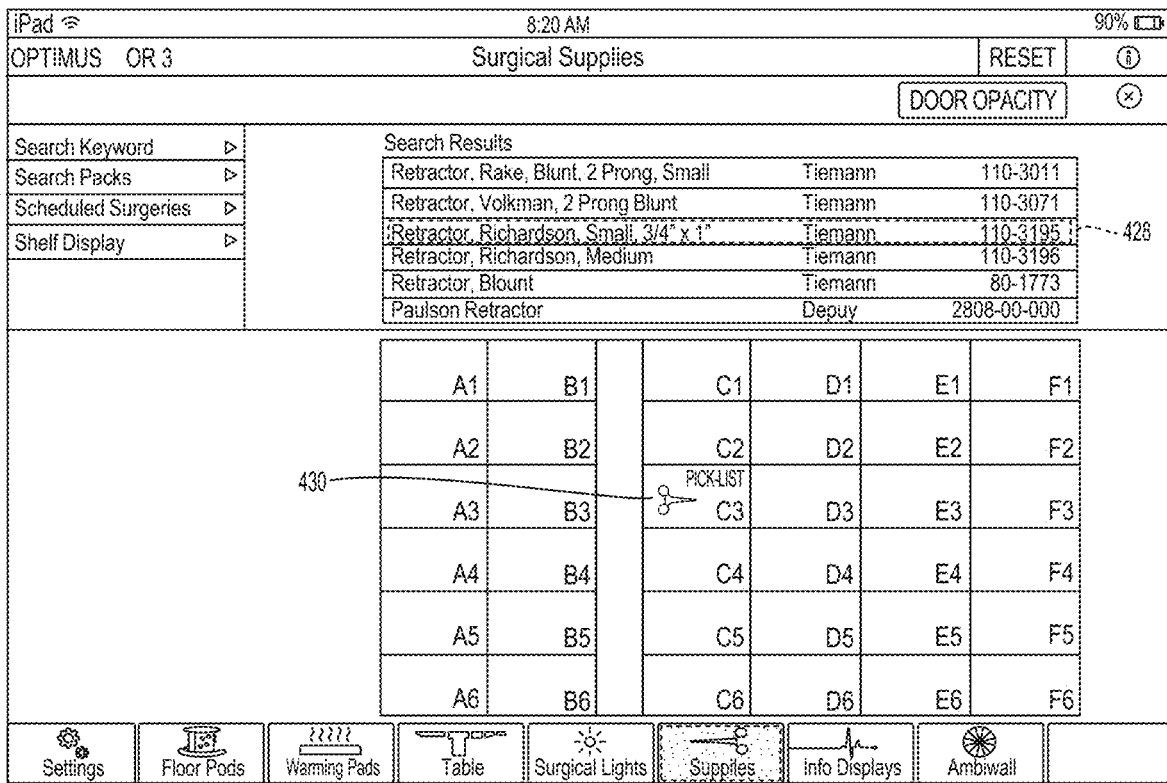 iPad 8:20 AM 90%
OPTIMUS OR 3 Surgical Supplies RESET
DOOR OPACITY
Search Keyword
Search Packs
Scheduled Surgeries
Shelf Display
Search Results
Retractor, Rake, Blunt, 2 Prong, Small Tiemann 110-3011
Retractor, Volkman, 2 Prong Blunt Tiemann 110-3071
Retractor, Richardson, Small, 3/4" x 1" Tiemann 110-3195 428
Retractor, Richardson, Medium Tiemann 110-3196
Retractor, Blount Tiemann 80-1773
Paulson Retractor Depuy 2808-00-000
A1 B1 C1 D1 E1 F1
A2 B2 C2 D2 E2 F2
430 PICK-LIST
A3 B3 C3 D3 E3 F3
A4 B4 C4 D4 E4 F4
A5 B5 C5 D5 E5 F5
A6 B6 C6 D6 E6 F6
Settings Floor Pods Warming Pads Table Surgical Lights Supplies Info Displays Ambiwall